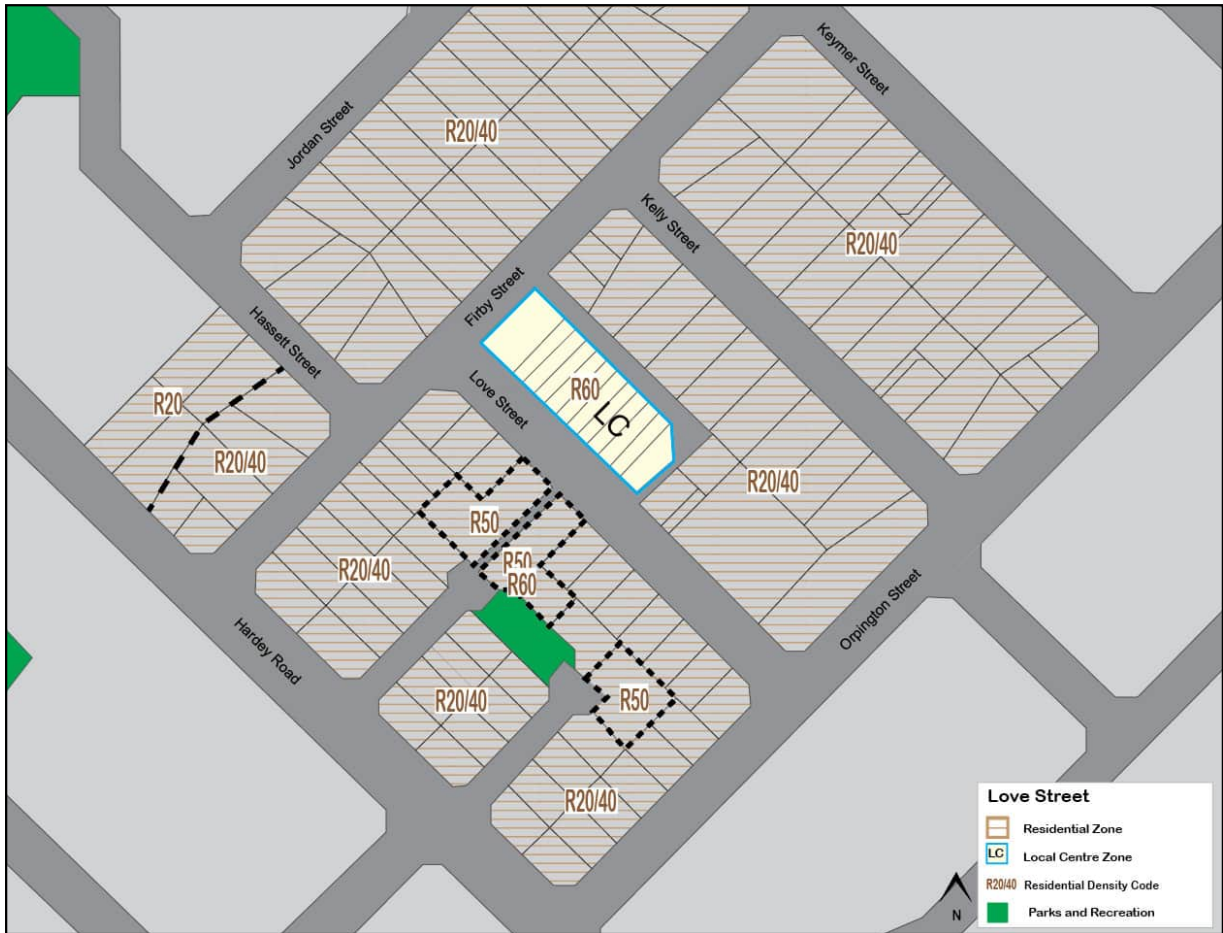 Keymer Street
Jordan Street
R20/40
Kelly Street
R20/40
Firby Street
Hassett Street
Love Street
R60
LC
R20
R20/40
R20/40
R50
R50
R60
R20/40
Orpington Street
Hardey Road
R20/40
R50
R20/40
Love Street
Residential Zone
LC Local Centre Zone
R20/40 Residential Density Code
Parks and Recreation
N